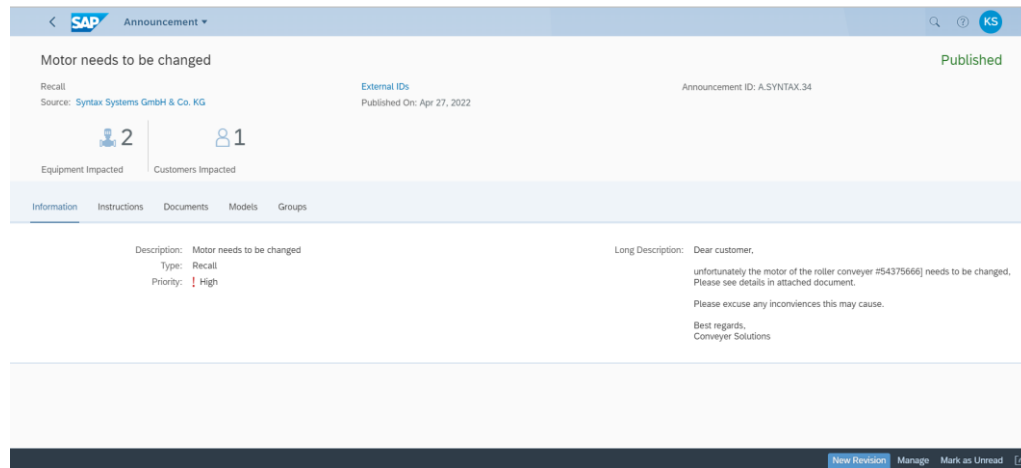 SAP Announcement
KS
Motor needs to be changed
Published
Recall
External IDs
Announcement ID: A.SYNTAX.34
Source: Syntax Systems GmbH & Co. KG
Published On: Apr 27, 2022
2
1
Equipment Impacted
Customers Impacted
Information Instructions Documents Models Groups
Description: Motor needs to be changed
Type: Recall
Priority: ! High
Long Description: Dear customer,
unfortunately the motor of the roller conveyer #54375666] needs to be changed,
Please see details in attached document.
Please excuse any inconviences this may cause.
Best regards,
Conveyer Solutions
New Revision Manage Mark as Unread